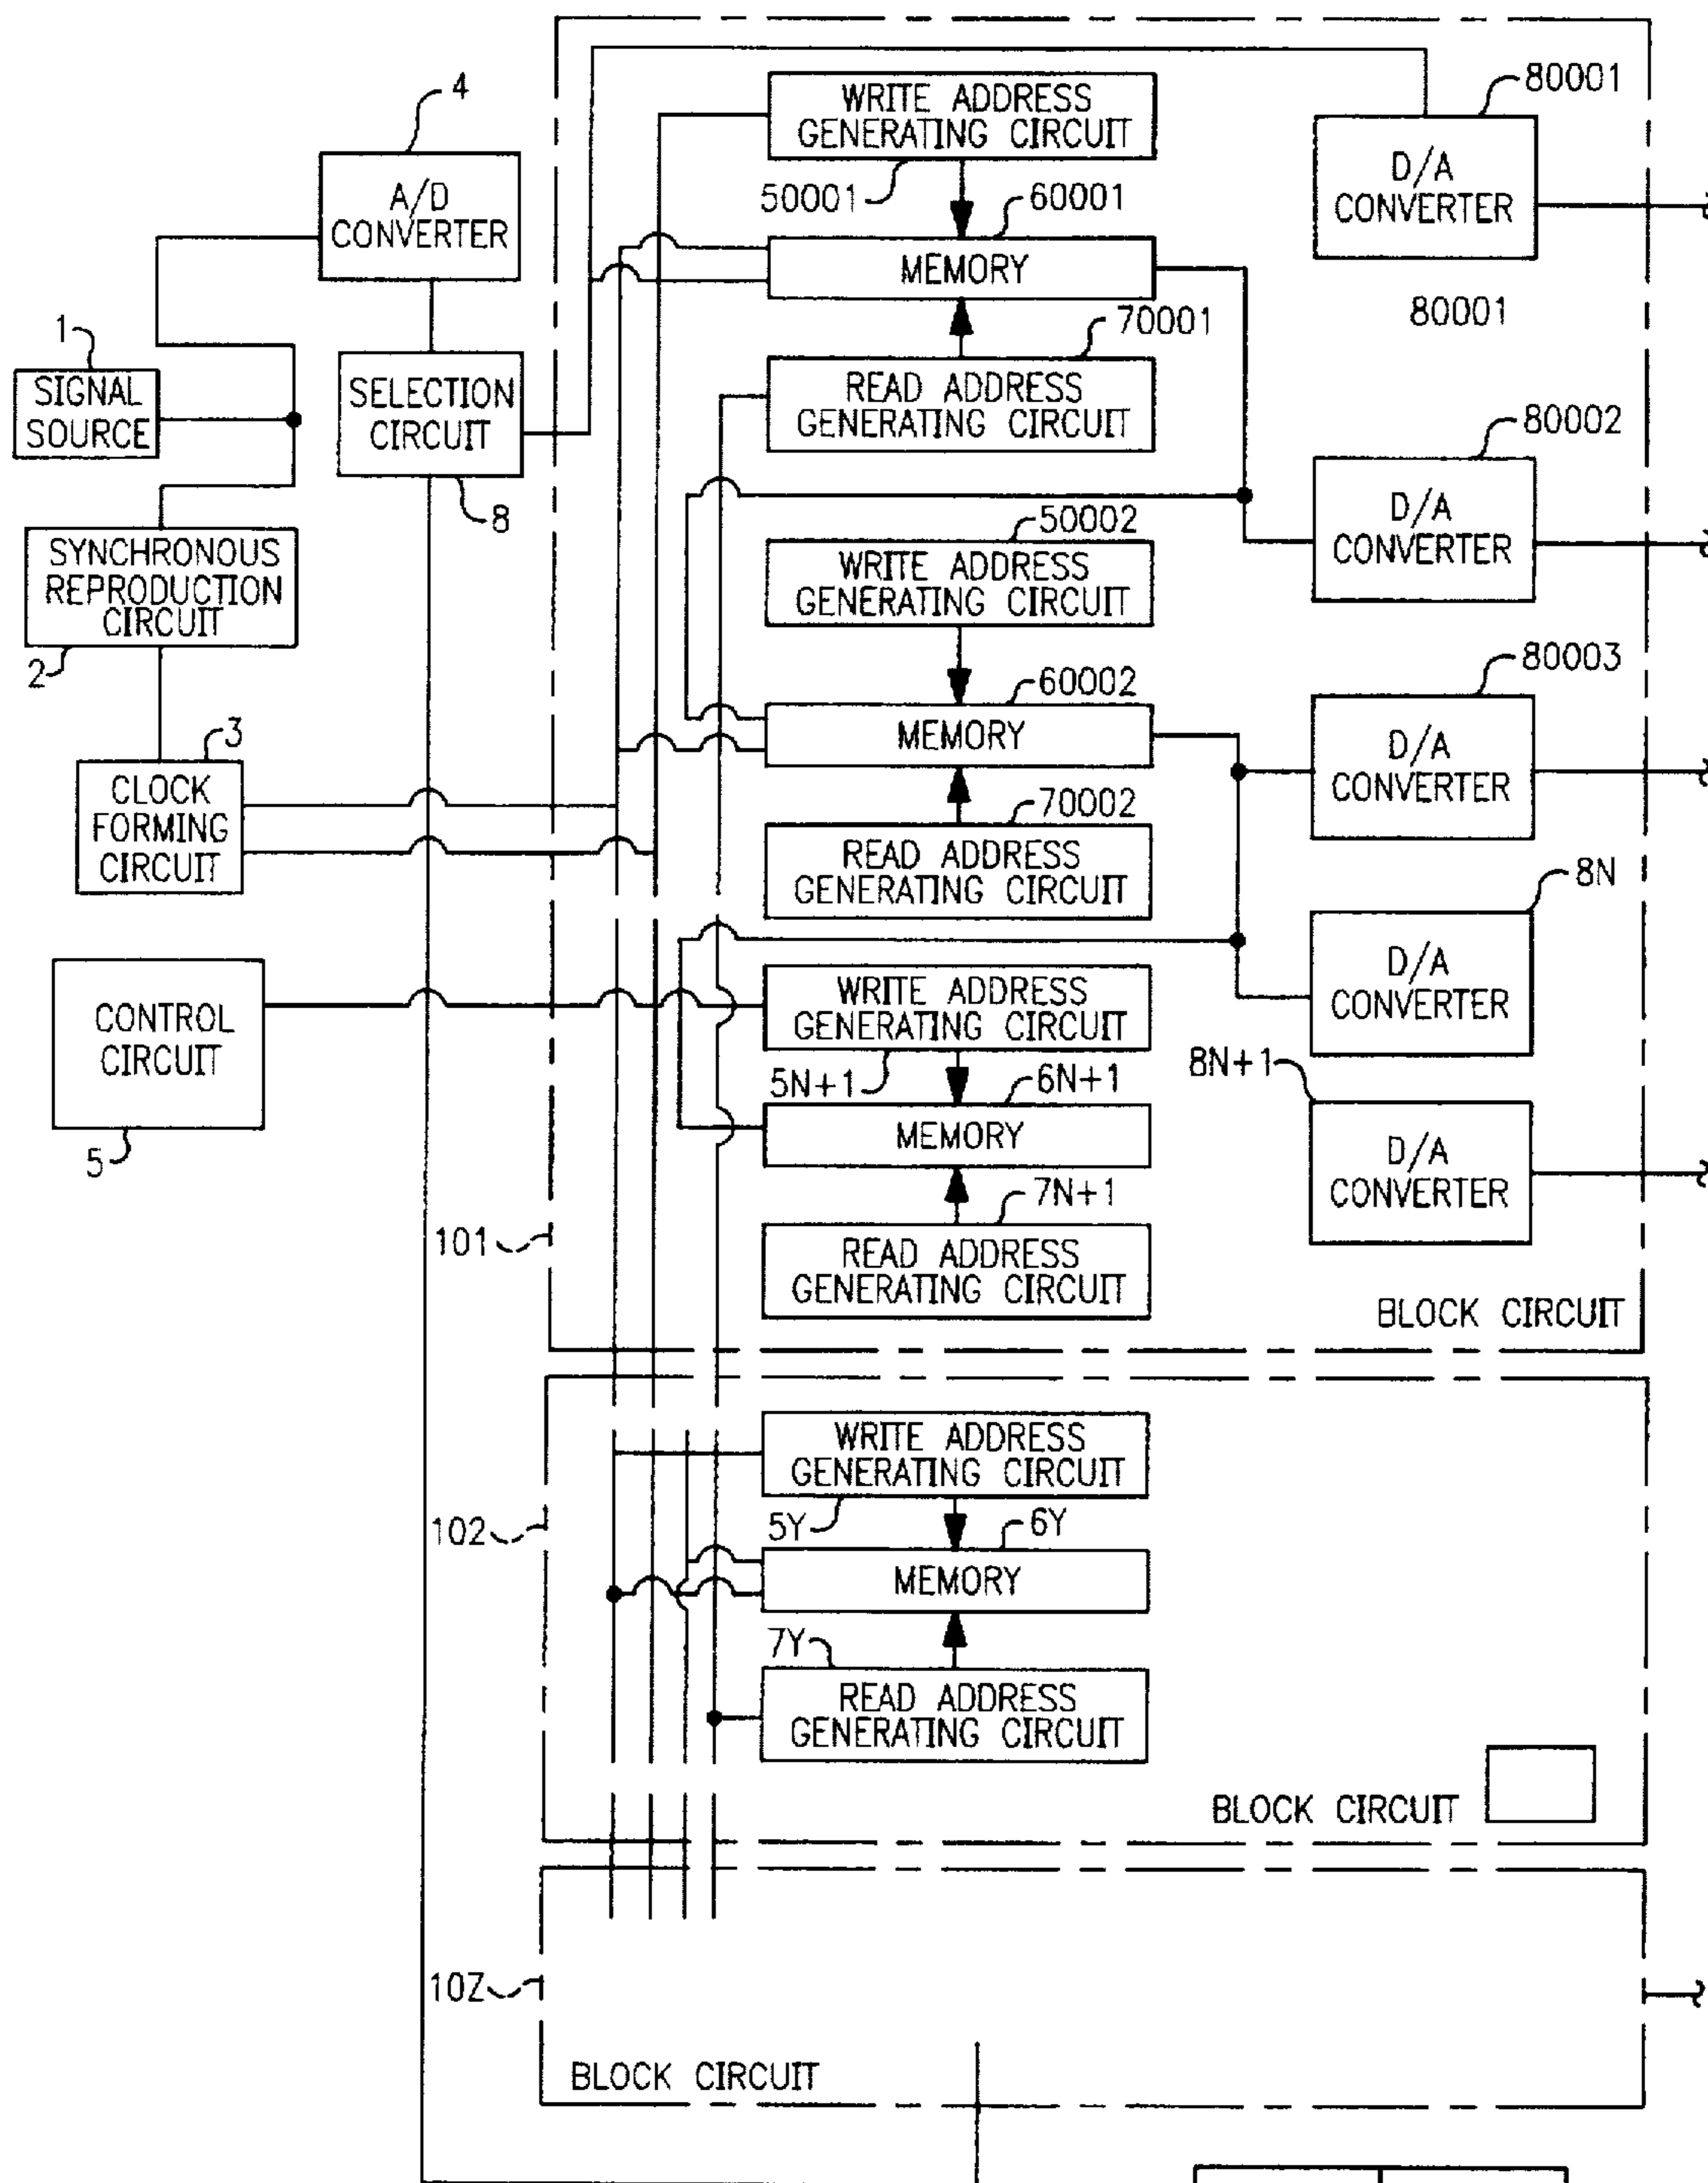 4
A/D
CONVERTER
1
SIGNAL
SOURCE
SELECTION
CIRCUIT
8
SYNCHRONOUS
REPRODUCTION
CIRCUIT
2
3
CLOCK
FORMING
CIRCUIT
CONTROL
CIRCUIT
5
WRITE ADDRESS
GENERATING CIRCUIT
50001
60001
MEMORY
70001
READ ADDRESS
GENERATING CIRCUIT
50002
WRITE ADDRESS
GENERATING CIRCUIT
60002
MEMORY
70002
READ ADDRESS
GENERATING CIRCUIT
WRITE ADDRESS
GENERATING CIRCUIT
5N+1
6N+1
MEMORY
7N+1
READ ADDRESS
GENERATING CIRCUIT
80001
D/A
CONVERTER
80001
80002
D/A
CONVERTER
80003
D/A
CONVERTER
8N
D/A
CONVERTER
8N+1
D/A
CONVERTER
101
BLOCK CIRCUIT
WRITE ADDRESS
GENERATING CIRCUIT
5Y
6Y
102
MEMORY
7Y
READ ADDRESS
GENERATING CIRCUIT
BLOCK CIRCUIT
10Z
BLOCK CIRCUIT